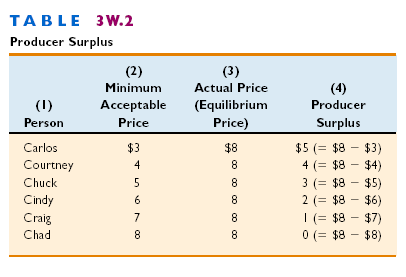 TABLE 3W.2
Producer Surplus
(1) Person (2) Minimum Acceptable Price (3) Actual Price (Equilibrium Price) (4) Producer Surplus
Carlos $3 $8 $5 (= $8 − $3)
Courtney 4 8 4 (= $8 − $4)
Chuck 5 8 3 (= $8 − $5)
Cindy 6 8 2 (= $8 − $6)
Craig 7 8 1 (= $8 − $7)
Chad 8 8 0 (= $8 − $8)